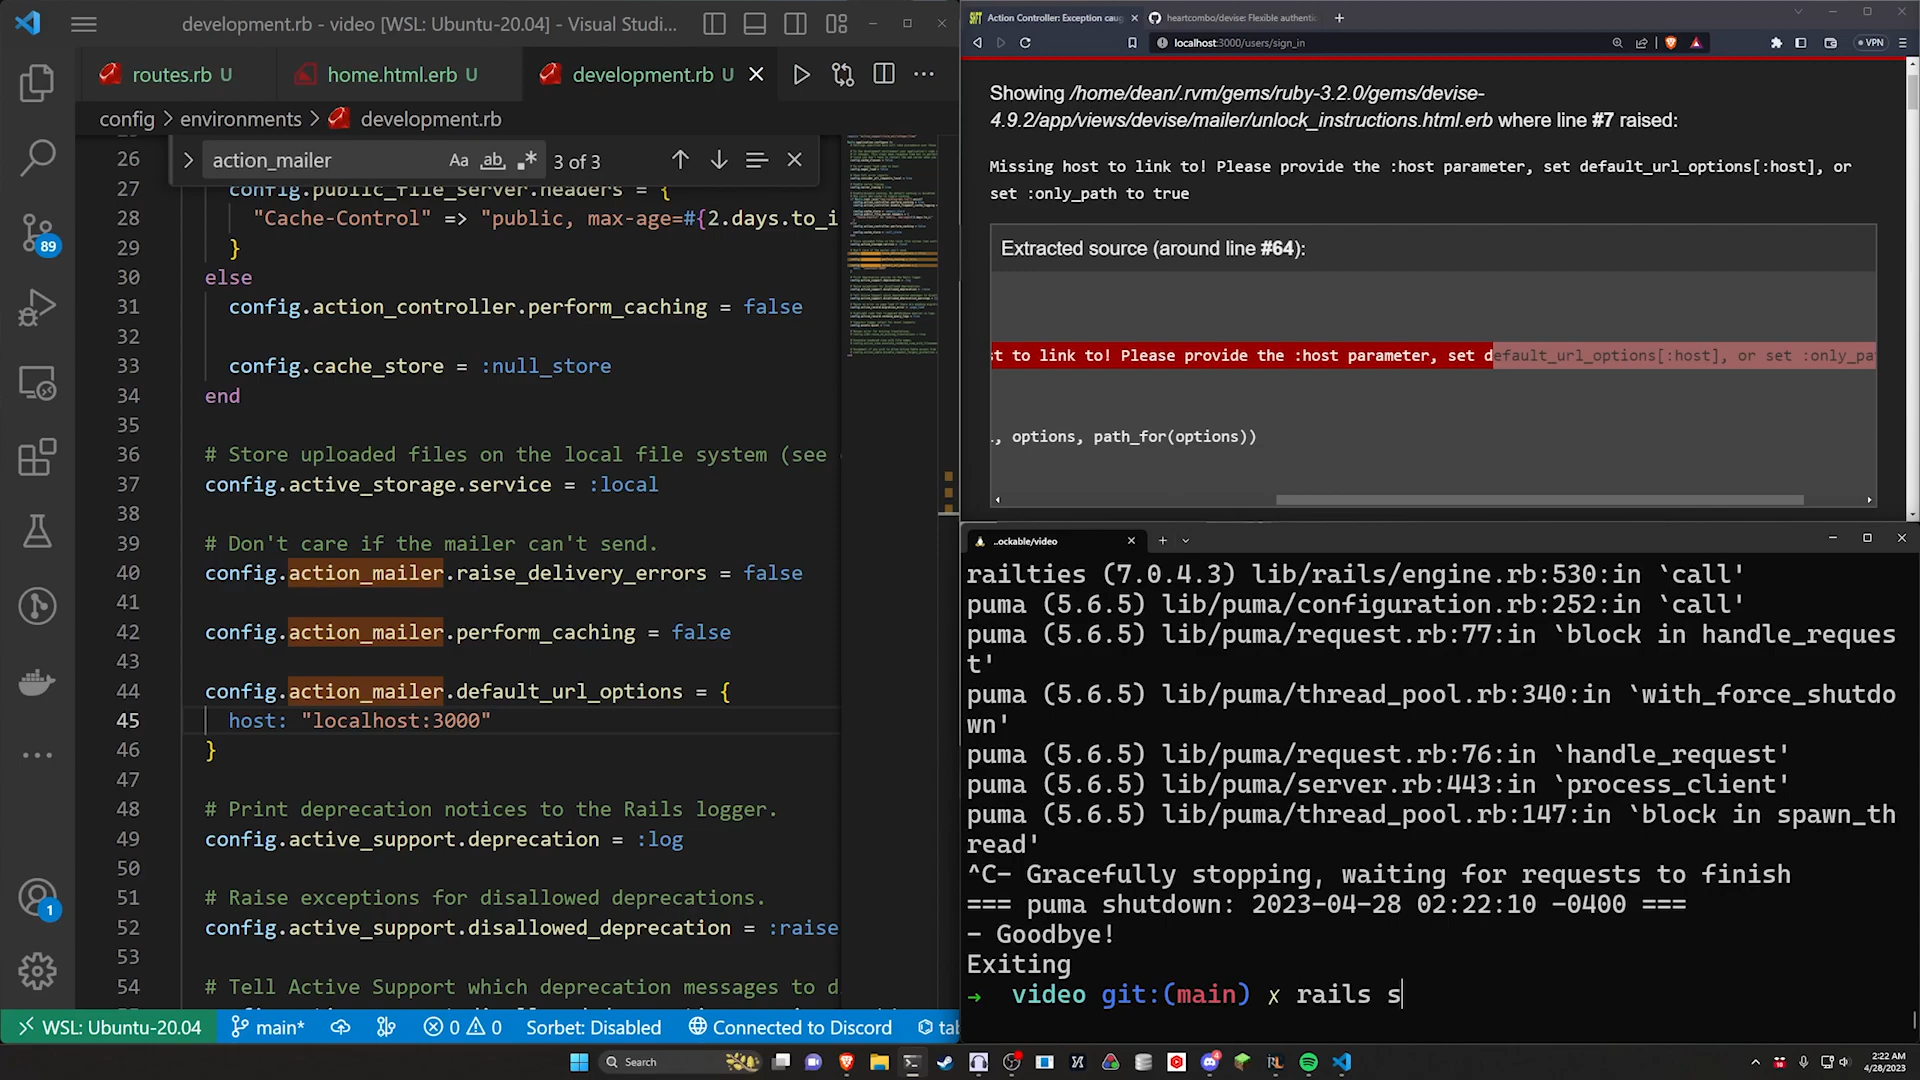 development.rb - video [WSL: Ubuntu-20.04] - Visual Studi...
routes.rb U
home.html.erb U
development.rb U
config > environments > development.rb
action_mailer
Aa ab 3 of 3
26
27 config.public_file_server.headers = {
28 "Cache-Control" => "public, max-age=#{2.days.to_i
29 }
30 else
31 config.action_controller.perform_caching = false
32
33 config.cache_store = :null_store
34 end
35
36 # Store uploaded files on the local file system (see
37 config.active_storage.service = :local
38
39 # Don't care if the mailer can't send.
40 config.action_mailer.raise_delivery_errors = false
41
42 config.action_mailer.perform_caching = false
43
44 config.action_mailer.default_url_options = {
45 host: "localhost:3000"
46 }
47
48 # Print deprecation notices to the Rails logger.
49 config.active_support.deprecation = :log
50
51 # Raise exceptions for disallowed deprecations.
52 config.active_support.disallowed_deprecation = :raise
53
54 # Tell Active Support which deprecation messages to d
89
1
WSL: Ubuntu-20.04 main* 0 0 Sorbet: Disabled Connected to Discord tab
Action Controller: Exception caug
heartcombo/devise: Flexible authentic
localhost:3000/users/sign_in
VPN
Showing /home/dean/.rvm/gems/ruby-3.2.0/gems/devise-
4.9.2/app/views/devise/mailer/unlock_instructions.html.erb where line #7 raised:
Missing host to link to! Please provide the :host parameter, set default_url_options[:host], or
set :only_path to true
Extracted source (around line #64):
st to link to! Please provide the :host parameter, set default_url_options[:host], or set :only_pa
, options, path_for(options))
..ockable/video
railties (7.0.4.3) lib/rails/engine.rb:530:in `call'
puma (5.6.5) lib/puma/configuration.rb:252:in `call'
puma (5.6.5) lib/puma/request.rb:77:in `block in handle_reques
t'
puma (5.6.5) lib/puma/thread_pool.rb:340:in `with_force_shutdo
wn'
puma (5.6.5) lib/puma/request.rb:76:in `handle_request'
puma (5.6.5) lib/puma/server.rb:443:in `process_client'
puma (5.6.5) lib/puma/thread_pool.rb:147:in `block in spawn_th
read'
^C- Gracefully stopping, waiting for requests to finish
=== puma shutdown: 2023-04-28 02:22:10 -0400 ===
- Goodbye!
Exiting
→ video git:(main) ✗ rails s
Search
2:22 AM
4/28/2023